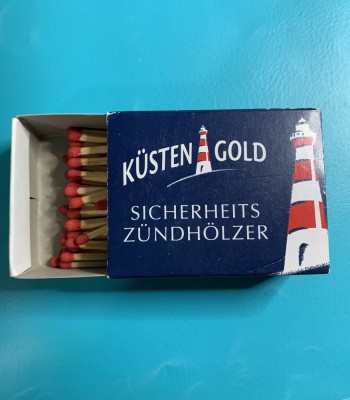 KÜSTEN GOLD
SICHERHEITS
ZÜNDHÖLZER